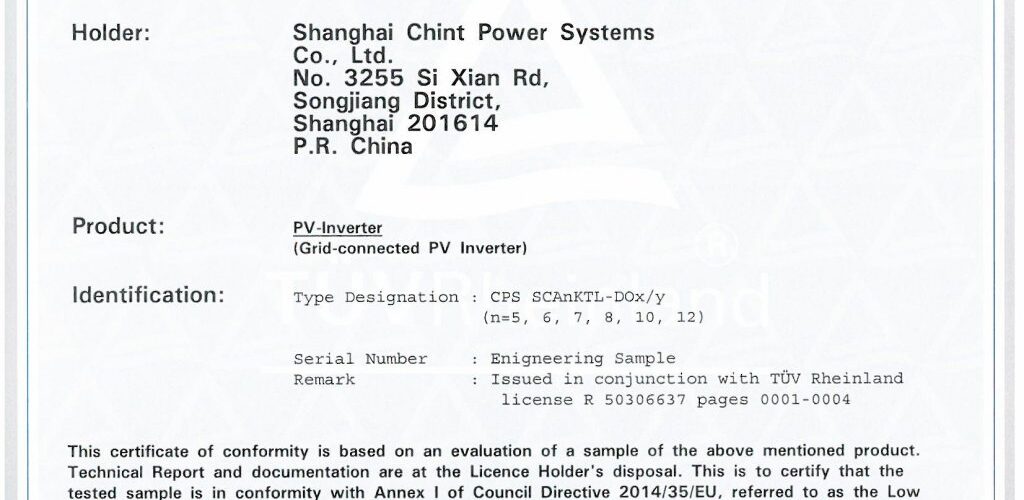 Holder: Shanghai Chint Power Systems
Co., Ltd.
No. 3255 Si Xian Rd,
Songjiang District,
Shanghai 201614
P.R. China
Product: PV-Inverter
(Grid-connected PV Inverter)
Identification: Type Designation : CPS SCAnKTL-DOx/y
(n=5, 6, 7, 8, 10, 12)
Serial Number : Enigneering Sample
Remark : Issued in conjunction with TÜV Rheinland
license R 50306637 pages 0001-0004
TÜVRheinland®
This certificate of conformity is based on an evaluation of a sample of the above mentioned product.
Technical Report and documentation are at the Licence Holder's disposal. This is to certify that the
tested sample is in conformity with Annex I of Council Directive 2014/35/EU, referred to as the Low